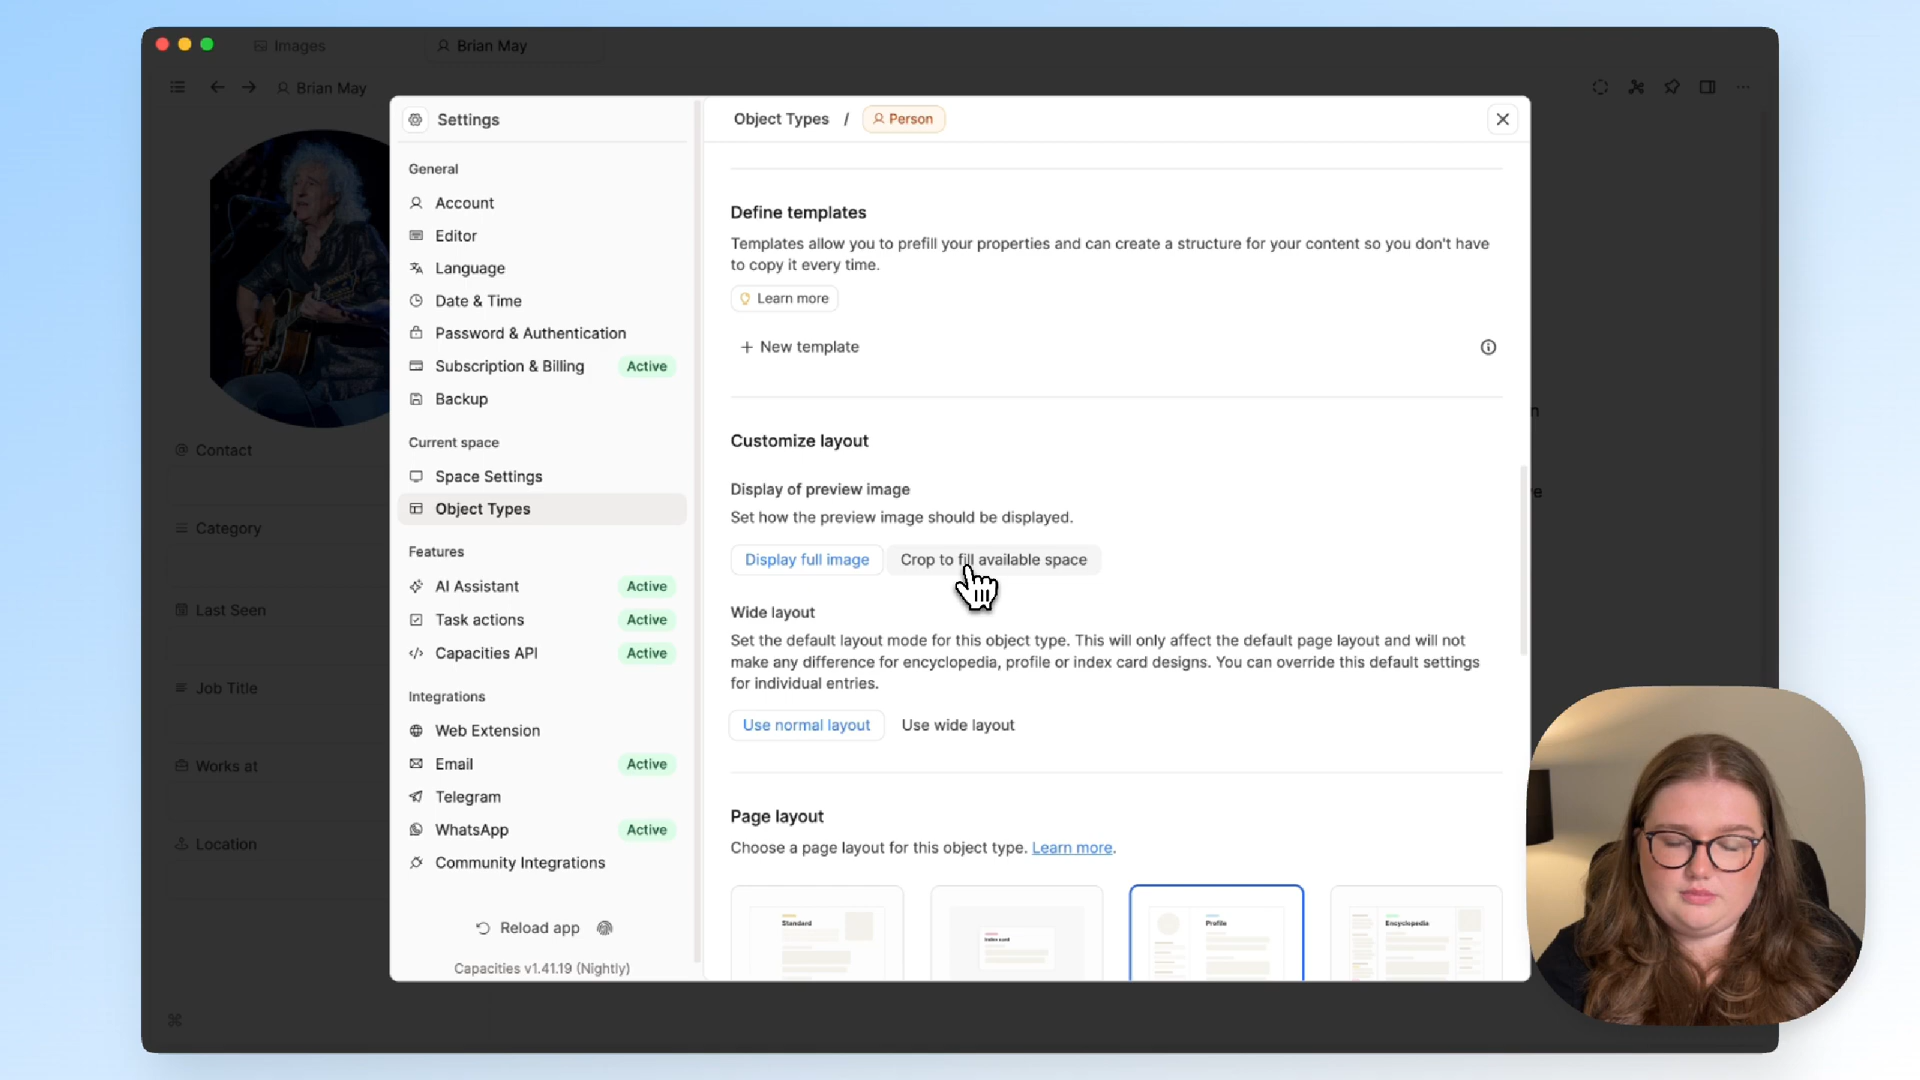 Images
Brian May
Brian May
Contact
Category
Last Seen
Job Title
Works at
Location
Settings
General
Account
Editor
Language
Date & Time
Password & Authentication
Subscription & Billing Active
Backup
Current space
Space Settings
Object Types
Features
AI Assistant Active
Task actions Active
Capacities API Active
Integrations
Web Extension
Email Active
Telegram
WhatsApp Active
Community Integrations
Reload app
Capacities v1.41.19 (Nightly)
Object Types / Person
Define templates
Templates allow you to prefill your properties and can create a structure for your content so you don't have
to copy it every time.
Learn more
+ New template
Customize layout
Display of preview image
Set how the preview image should be displayed.
Display full image Crop to fill available space
Wide layout
Set the default layout mode for this object type. This will only affect the default page layout and will not
make any difference for encyclopedia, profile or index card designs. You can override this default settings
for individual entries.
Use normal layout Use wide layout
Page layout
Choose a page layout for this object type. Learn more.
Standard
Index card
Profile
Encyclopedia